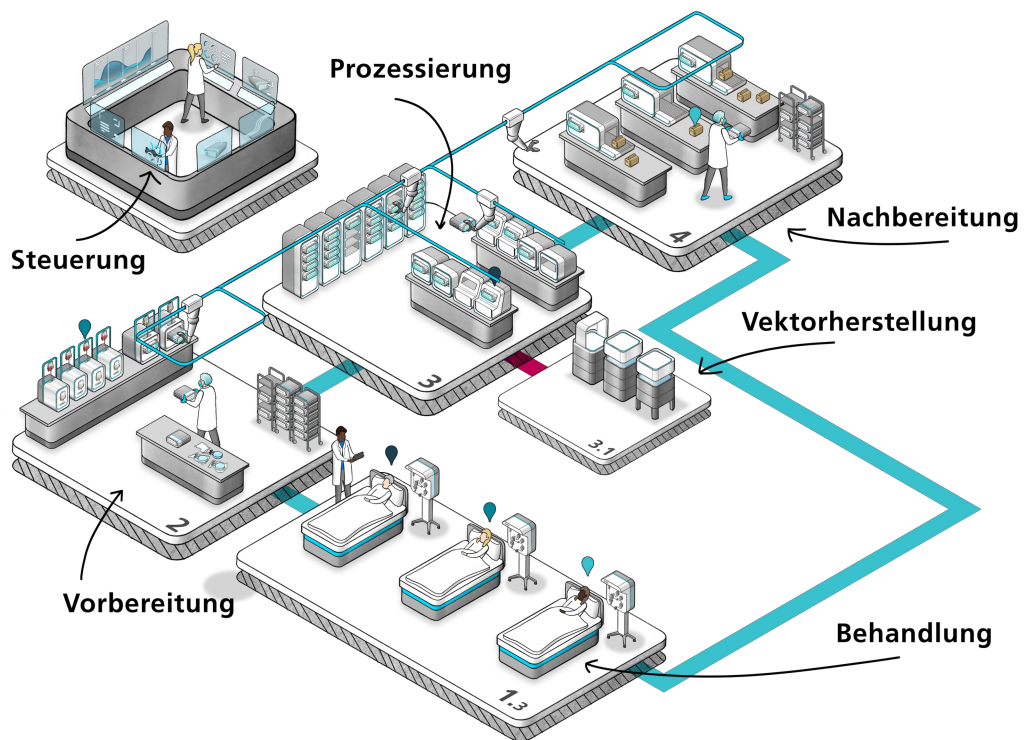 Prozessierung
Steuerung
Nachbereitung
4
Vektorherstellung
3
3.1
2
Vorbereitung
Behandlung
1.3